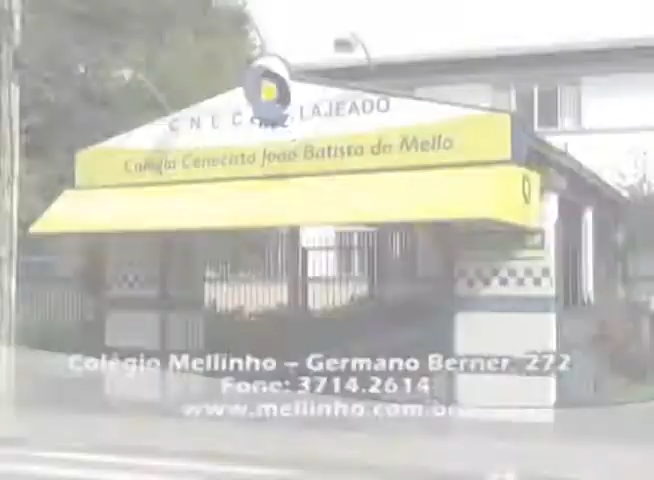 CNEC LAJEADO
Colégio Cenecista João Batista de Mello
Colégio Mellinho – Germano Berner, 272
Fone: 3714.2614
www.mellinho.com.br